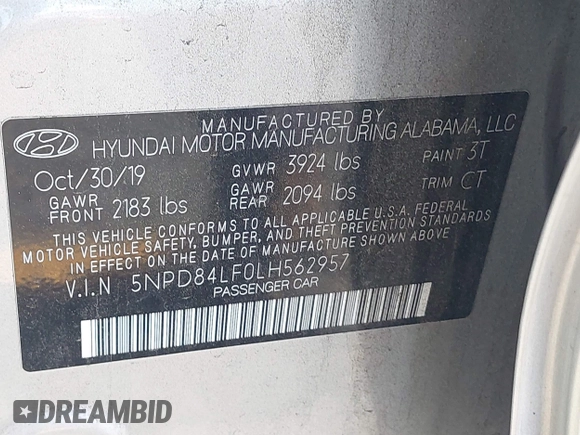 MANUFACTURED BY
HYUNDAI MOTOR MANUFACTURING ALABAMA, LLC
Oct/30/19 GVWR 3924 lbs PAINT 3T
GAWR FRONT 2183 lbs GAWR REAR 2094 lbs TRIM CT
THIS VEHICLE CONFORMS TO ALL APPLICABLE U.S.A. FEDERAL
MOTOR VEHICLE SAFETY, BUMPER, AND THEFT PREVENTION STANDARDS
IN EFFECT ON THE DATE OF MANUFACTURE SHOWN ABOVE
V.I.N 5NPD84LF0LH562957
PASSENGER CAR
DREAMBID